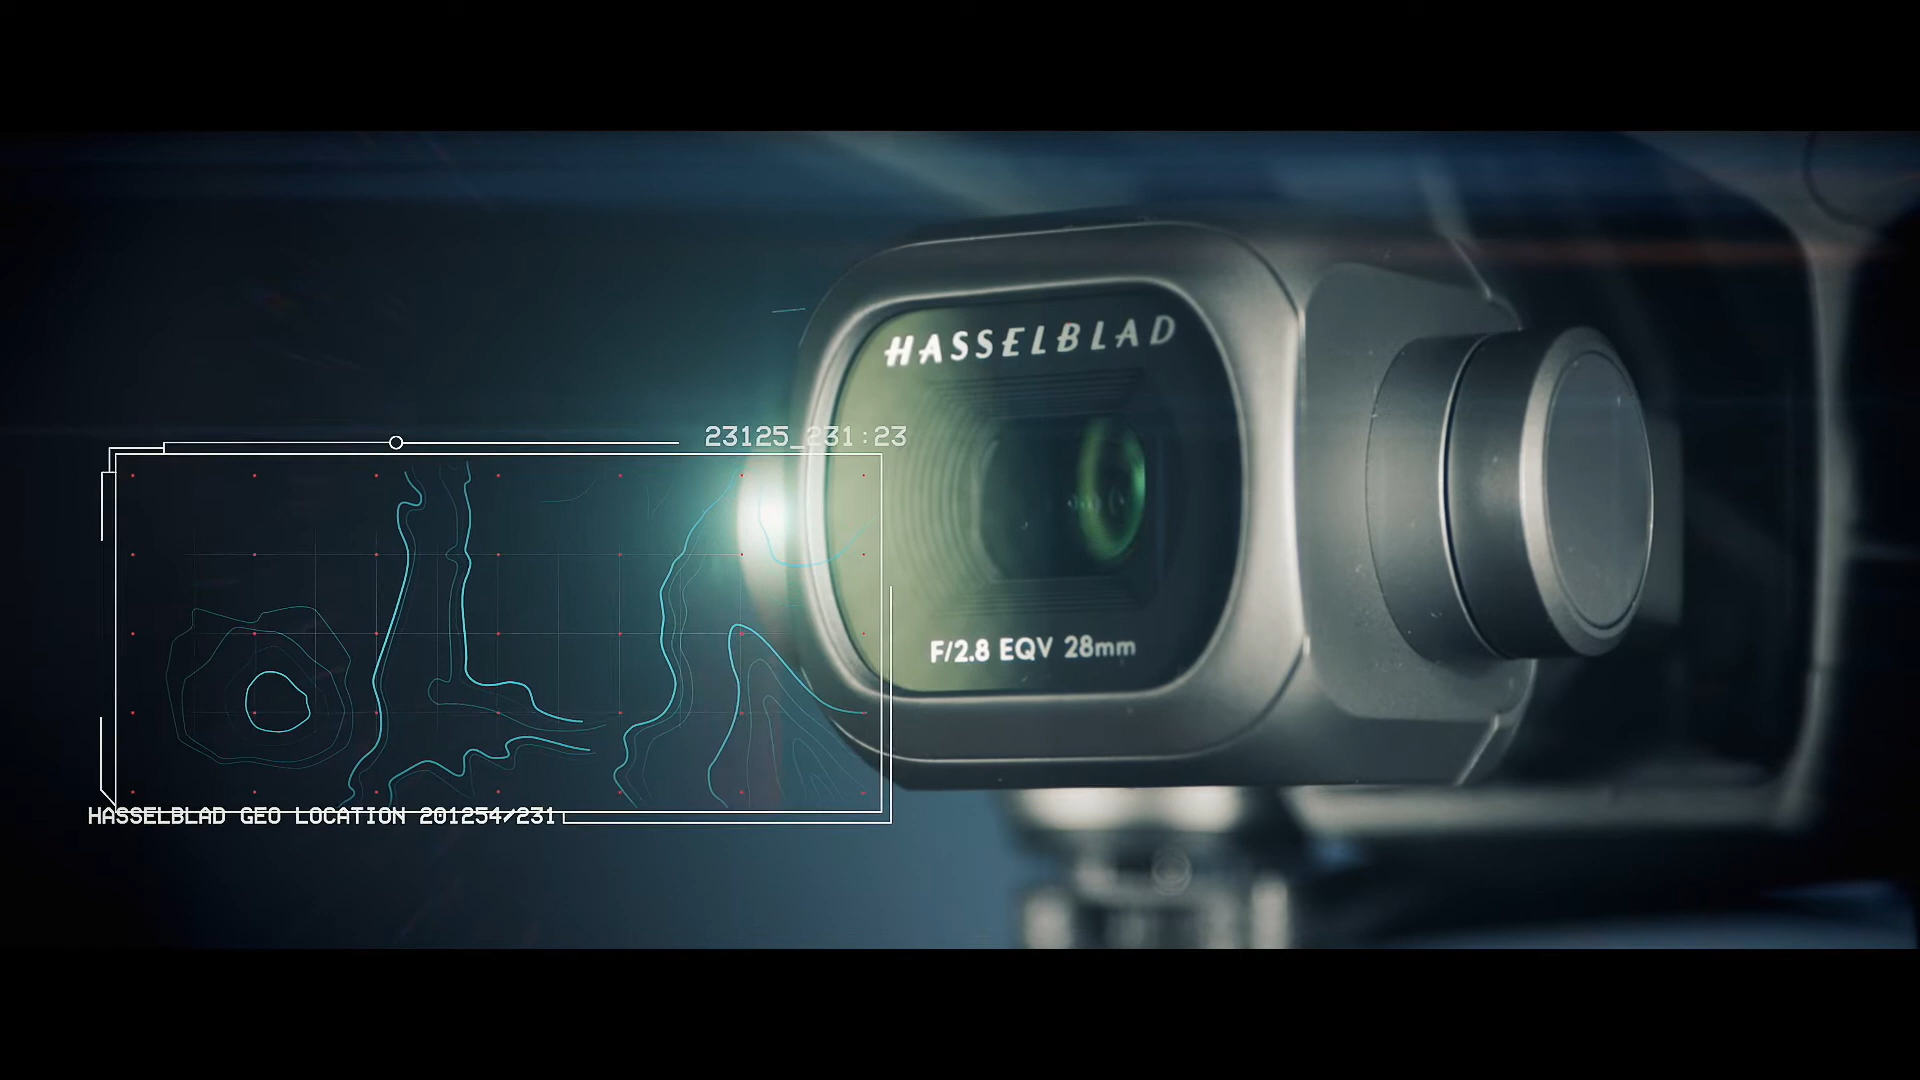 HASSELBLAD
23125_231:23
F/2.8 EQV 28mm
HASSELBLAD GEO LOCATION 201254/231